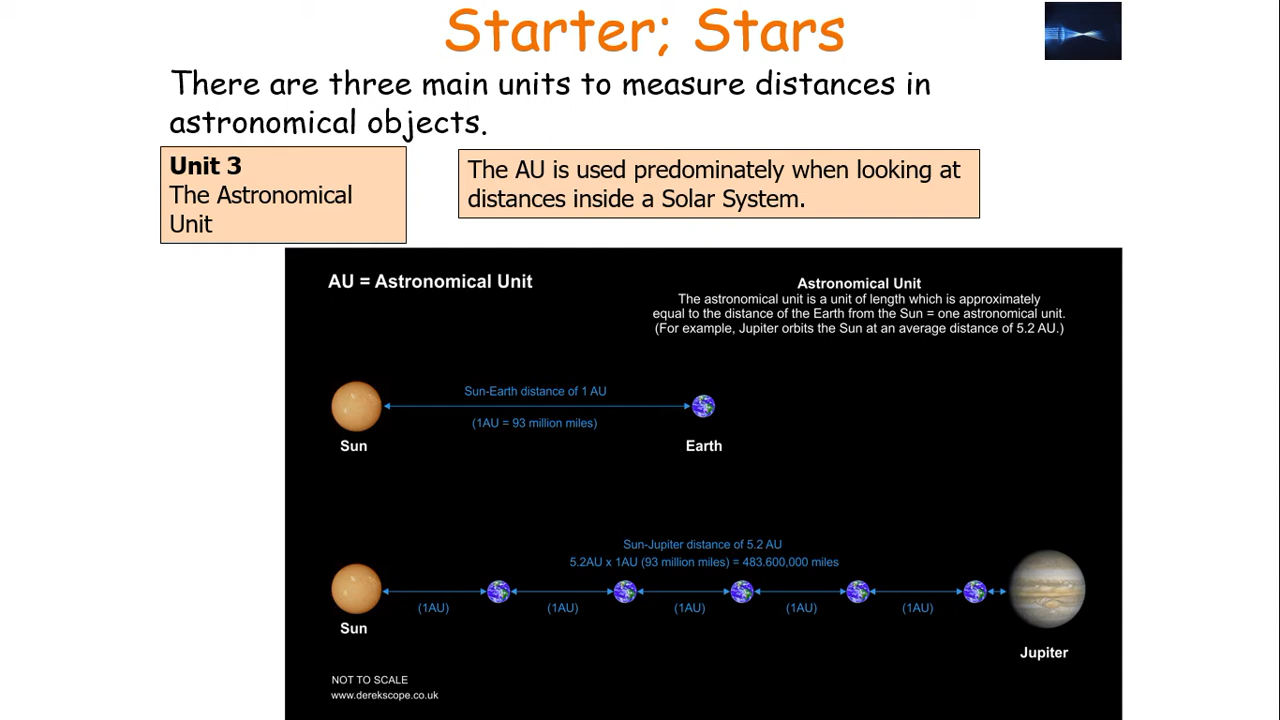 Starter; Stars
There are three main units to measure distances in
astronomical objects.
Unit 3
The Astronomical
Unit
The AU is used predominately when looking at
distances inside a Solar System.
AU = Astronomical Unit
Astronomical Unit
The astronomical unit is a unit of length which is approximately
equal to the distance of the Earth from the Sun = one astronomical unit.
(For example, Jupiter orbits the Sun at an average distance of 5.2 AU.)
Sun-Earth distance of 1 AU
(1AU = 93 million miles)
Sun
Earth
Sun-Jupiter distance of 5.2 AU
5.2AU x 1AU (93 million miles) = 483.600,000 miles
(1AU)
(1AU)
(1AU)
(1AU)
(1AU)
Sun
Jupiter
NOT TO SCALE
www.derekscope.co.uk